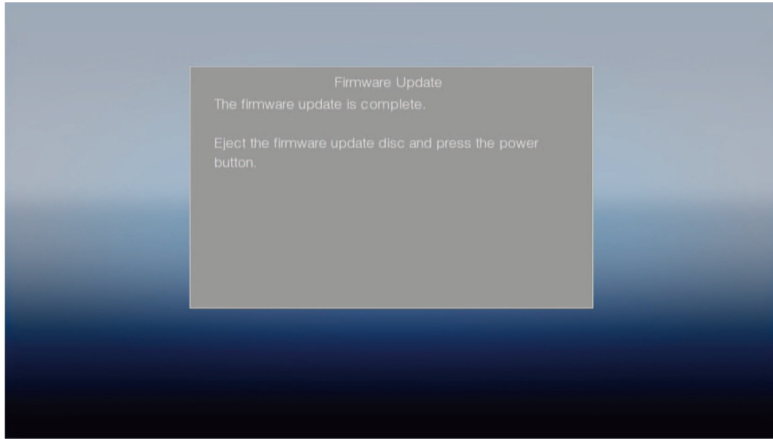 Firmware Update
The firmware update is complete.
Eject the firmware update disc and press the power
button.